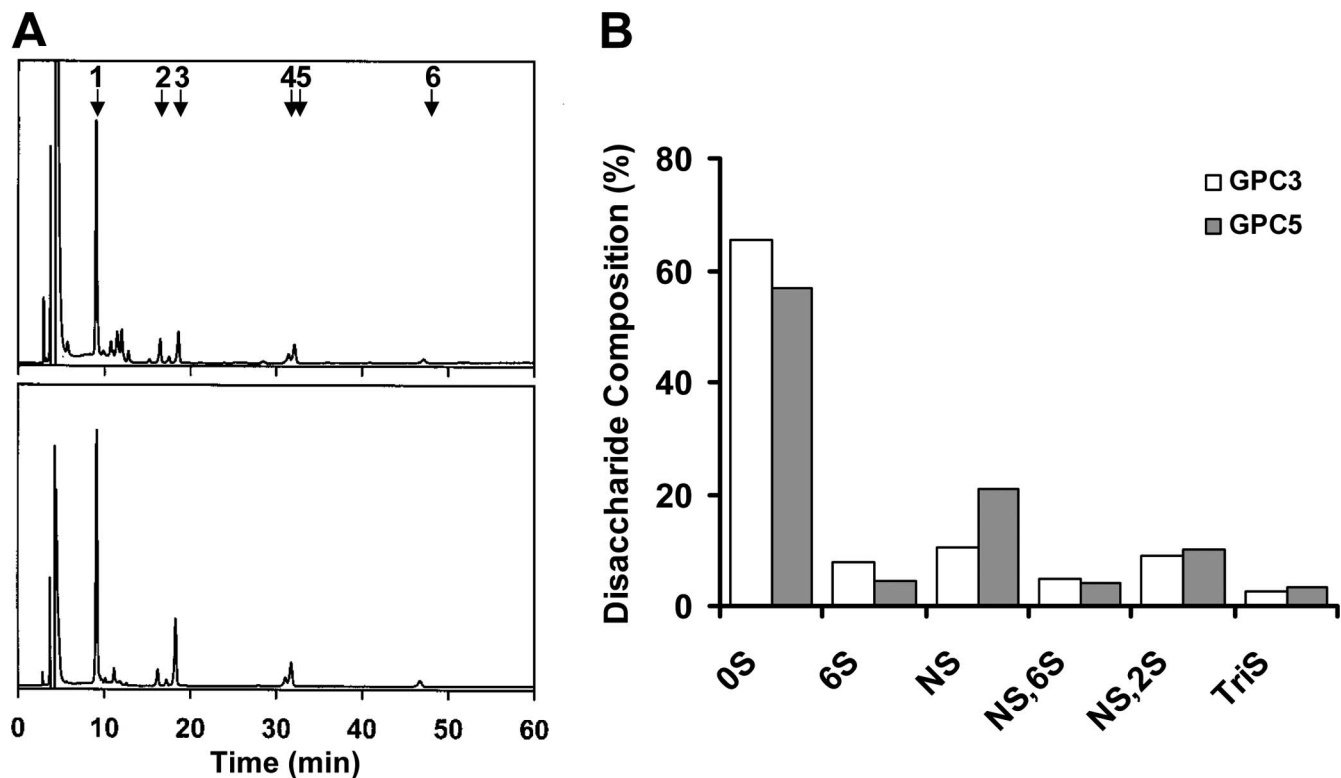 A
1 2 3 4 5 6
0 10 20 30 40 50 60
Time (min)
B
Disaccharide Composition (%)
80
60
40
20
0
GPC3
GPC5
0S 6S NS NS,6S NS,2S TriS